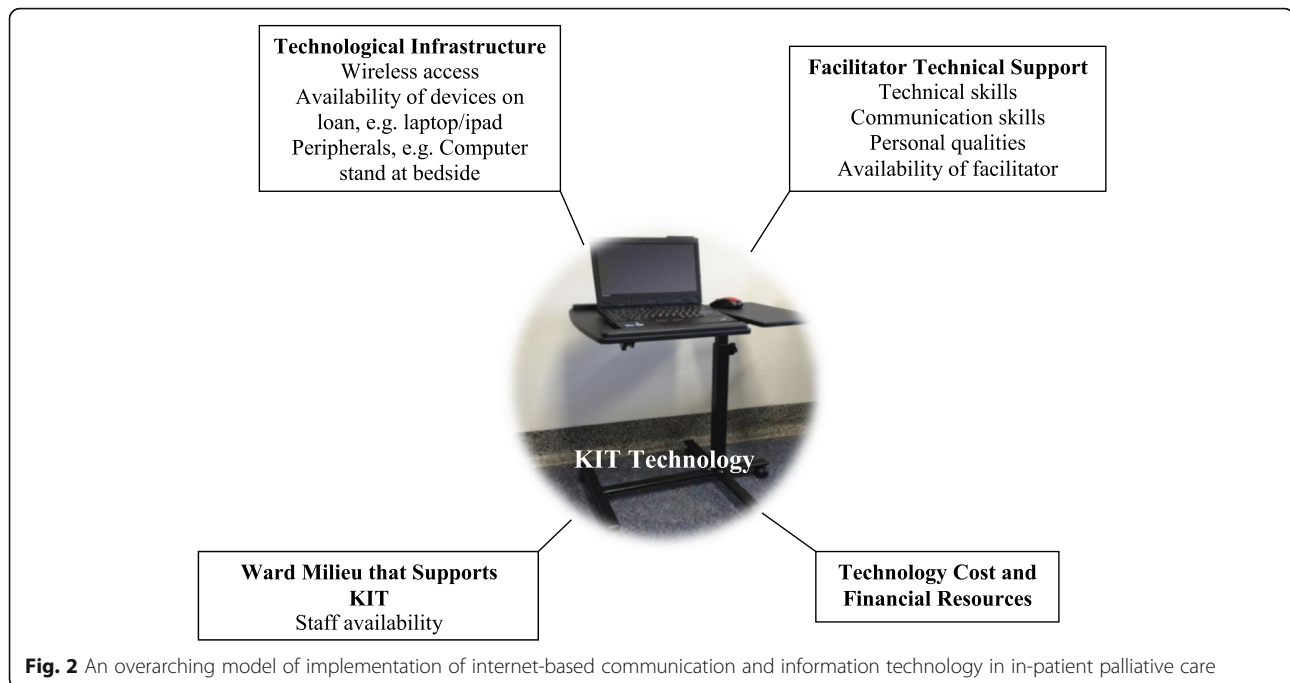 Technological Infrastructure
Wireless access
Availability of devices on
loan, e.g. laptop/ipad
Peripherals, e.g. Computer
stand at bedside
Facilitator Technical Support
Technical skills
Communication skills
Personal qualities
Availability of facilitator
KIT Technology
Ward Milieu that Supports
KIT
Staff availability
Technology Cost and
Financial Resources
Fig. 2 An overarching model of implementation of internet-based communication and information technology in in-patient palliative care